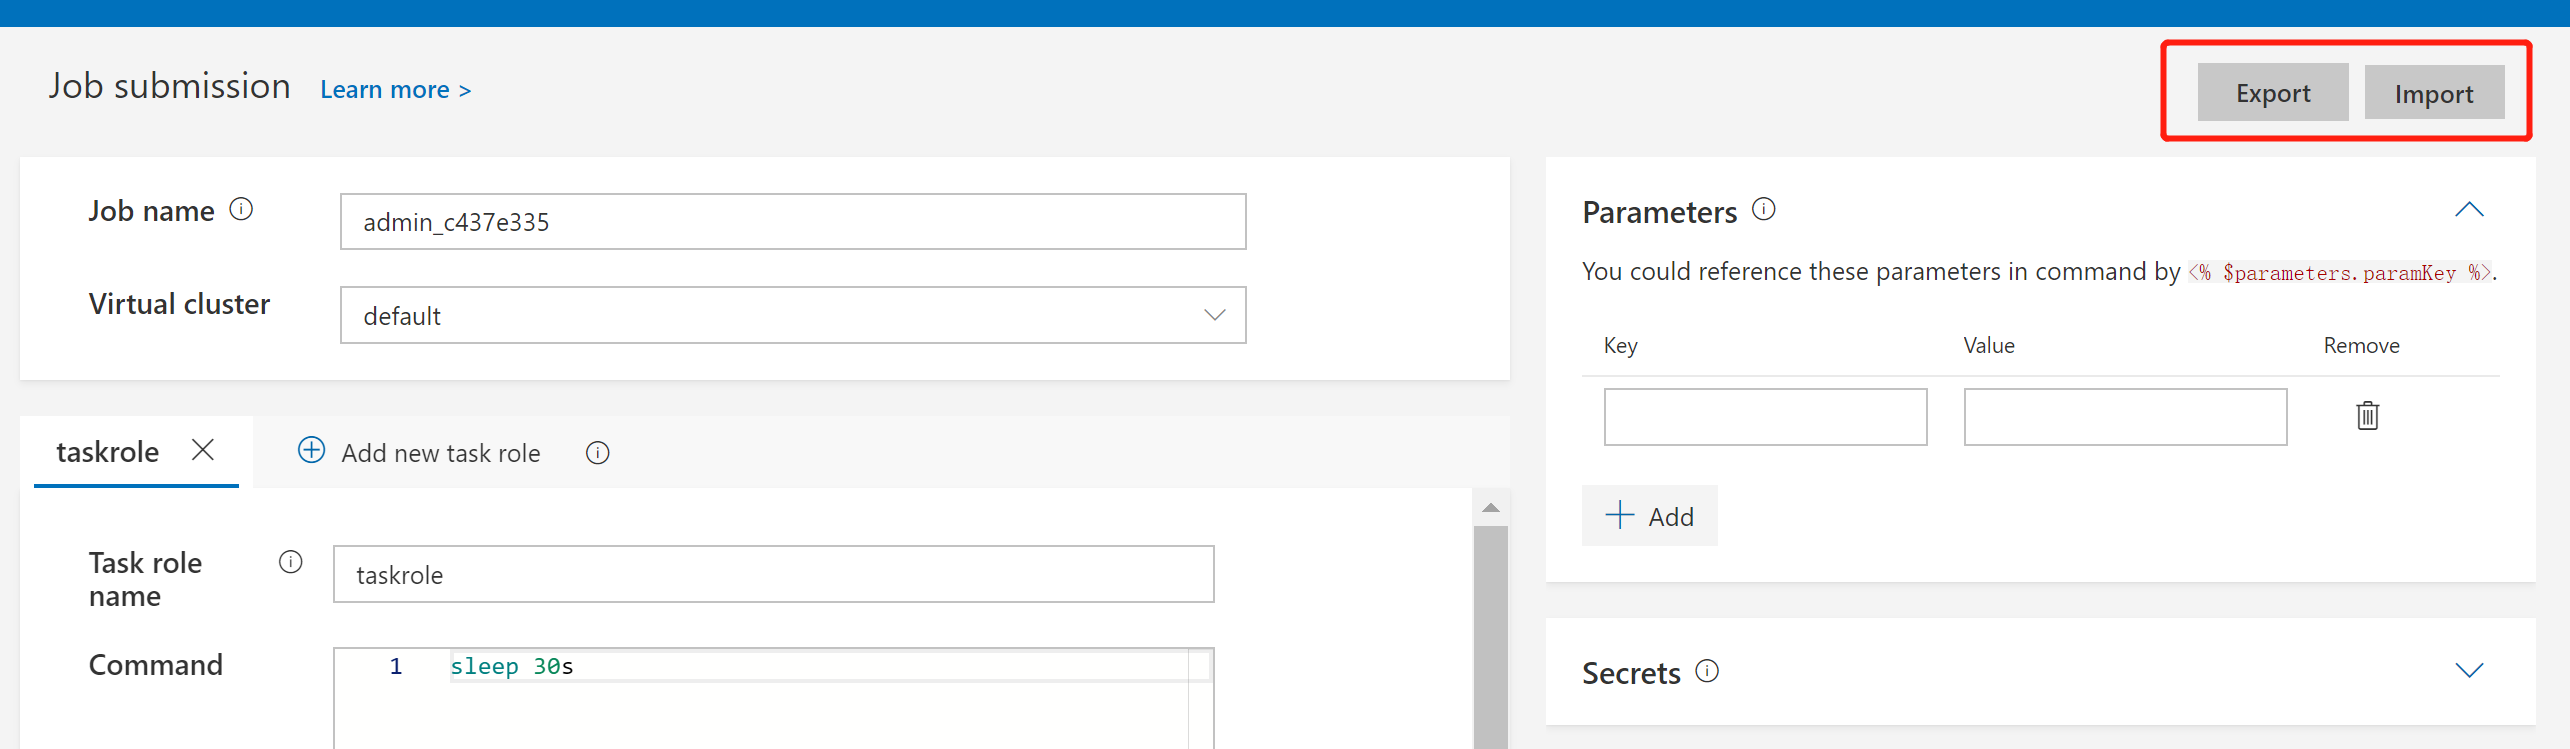 Job submission Learn more >
Export Import
Job name
admin_c437e335
Virtual cluster
default
taskrole
Add new task role
Task role
name
taskrole
Command
1 sleep 30s
Parameters
You could reference these parameters in command by <% $parameters.paramKey %>.
Key Value Remove
Add
Secrets